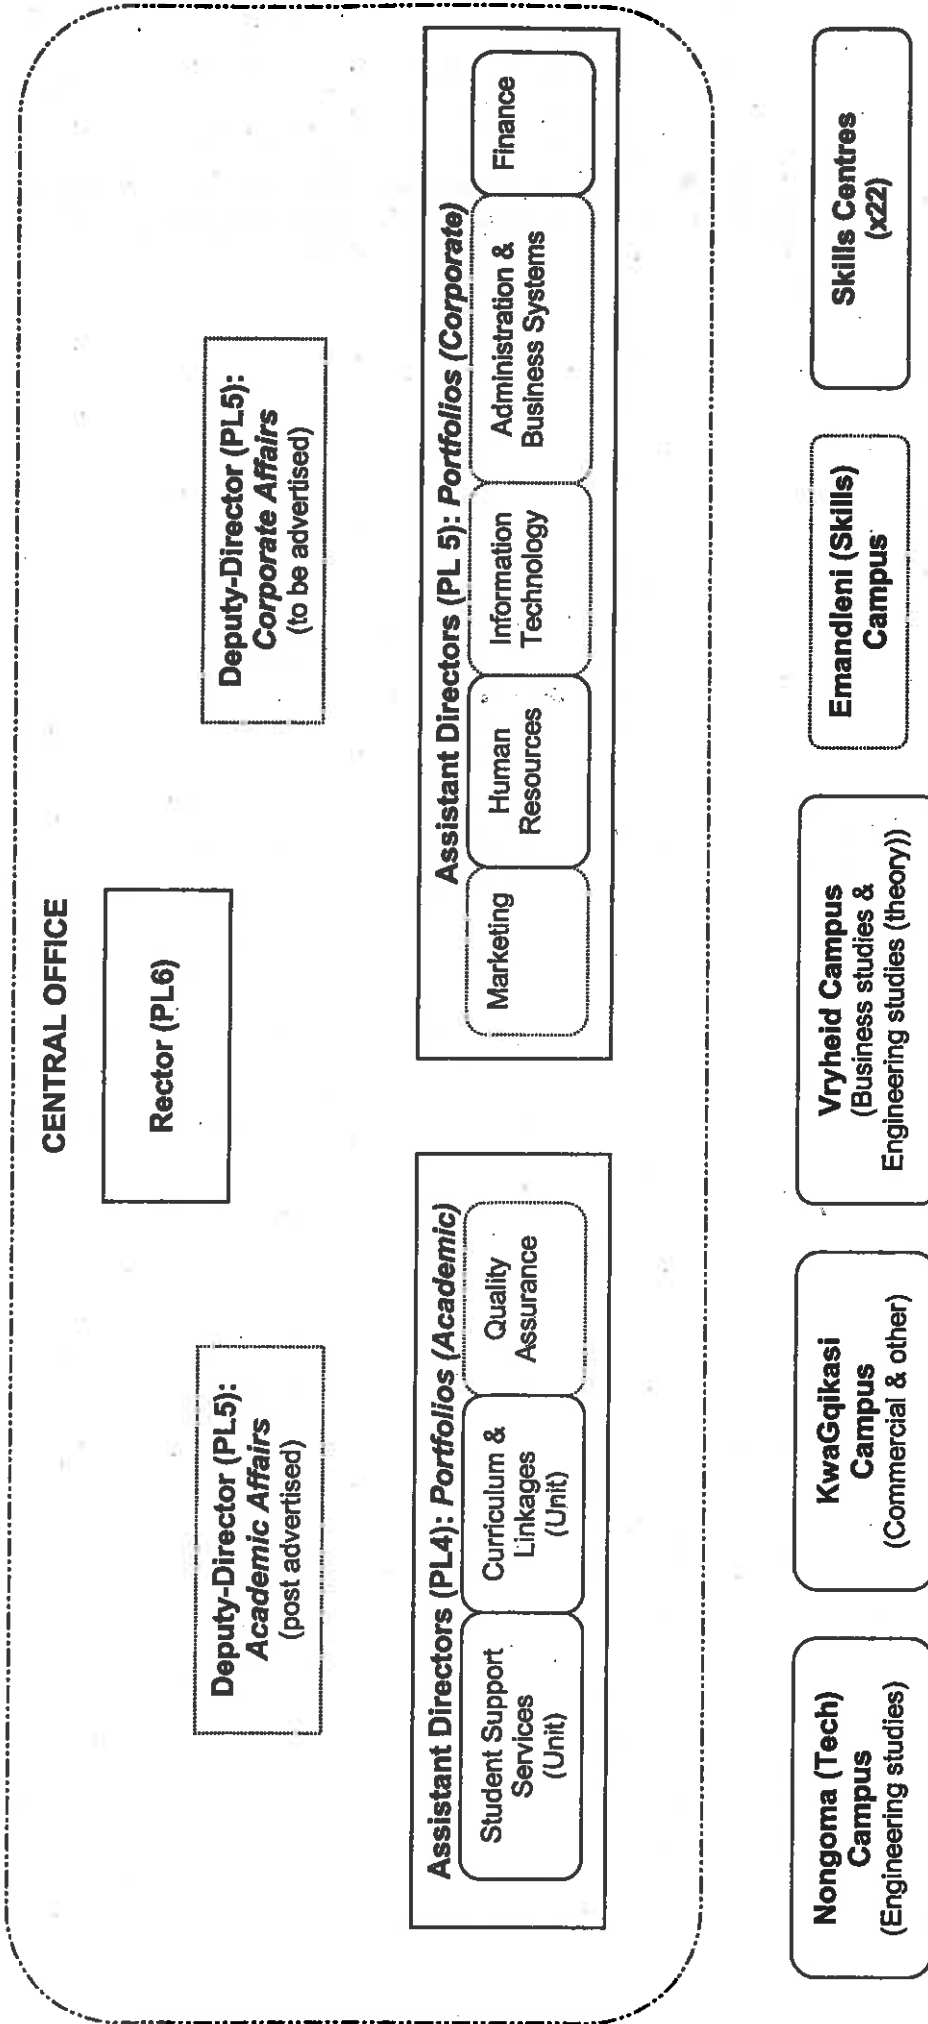 CENTRAL OFFICE
Rector (PL6)
Deputy-Director (PL5):
Academic Affairs
(post advertised)
Deputy-Director (PL5):
Corporate Affairs
(to be advertised)
Assistant Directors (PL4): Portfolios (Academic)
Student Support
Services
(Unit)
Curriculum &
Linkages
(Unit)
Quality
Assurance
Assistant Directors (PL 5): Portfolios (Corporate)
Marketing
Human
Resources
Information
Technology
Administration &
Business Systems
Finance
Nongoma (Tech)
Campus
(Engineering studies)
KwaGqikasi
Campus
(Commercial & other)
Vryheid Campus
(Business studies &
Engineering studies (theory))
Emandleni (Skills)
Campus
Skills Centres
(x22)